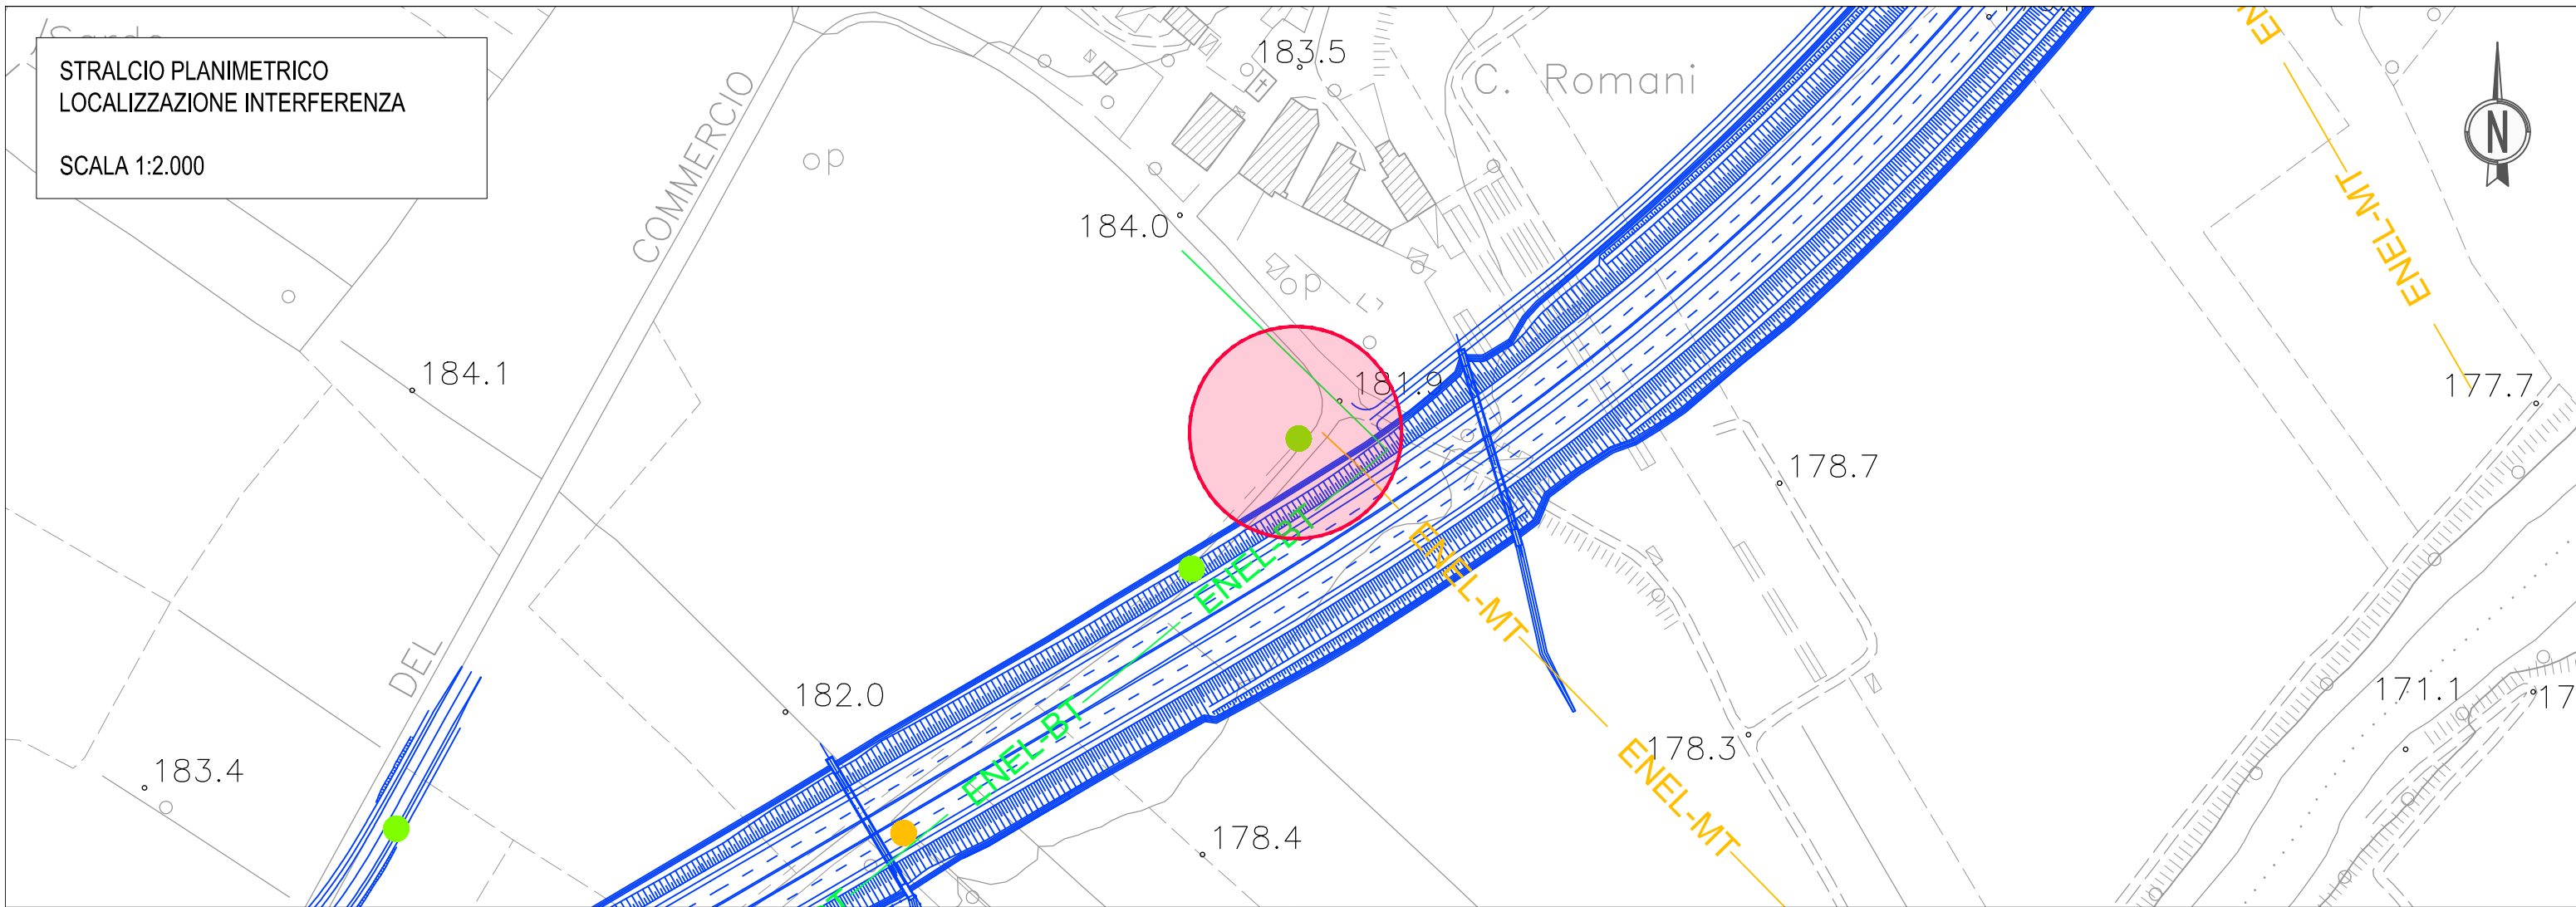 STRALCIO PLANIMETRICO
LOCALIZZAZIONE INTERFERENZA
SCALA 1:2.000
183.5
C. Romani
N
COMMERCIO
p
184.0
p
ENEL-MT
184.1
181.9
177.7
178.7
ENEL-BT
ENEL-MT
DEL
182.0
171.1
17
ENEL-BT
178.3
183.4
ENEL-MT
178.4